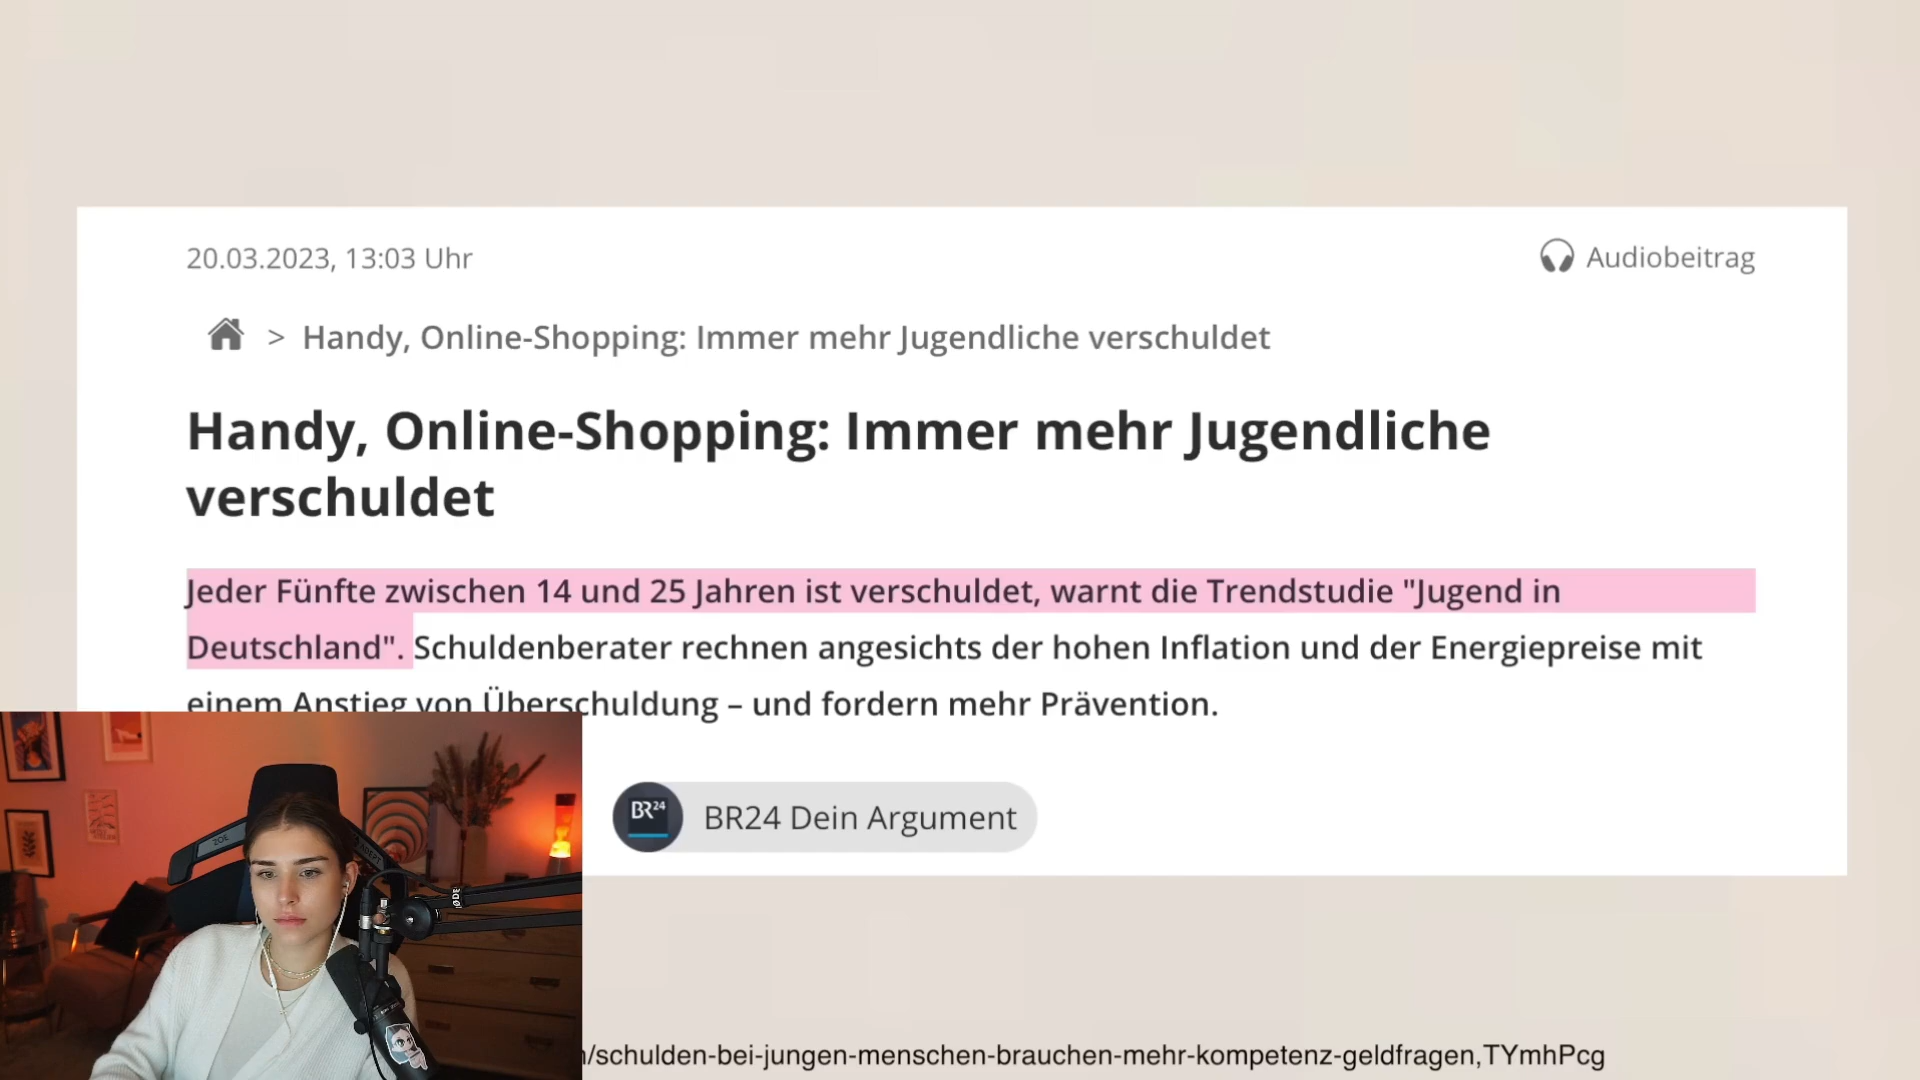 20.03.2023, 13:03 Uhr
Audiobeitrag
> Handy, Online-Shopping: Immer mehr Jugendliche verschuldet
Handy, Online-Shopping: Immer mehr Jugendliche
verschuldet
Jeder Fünfte zwischen 14 und 25 Jahren ist verschuldet, warnt die Trendstudie "Jugend in
Deutschland". Schuldenberater rechnen angesichts der hohen Inflation und der Energiepreise mit
einem Anstieg von Überschuldung – und fordern mehr Prävention.
BR24
BR24 Dein Argument
RØDE
/schulden-bei-jungen-menschen-brauchen-mehr-kompetenz-geldfragen,TYmhPcg